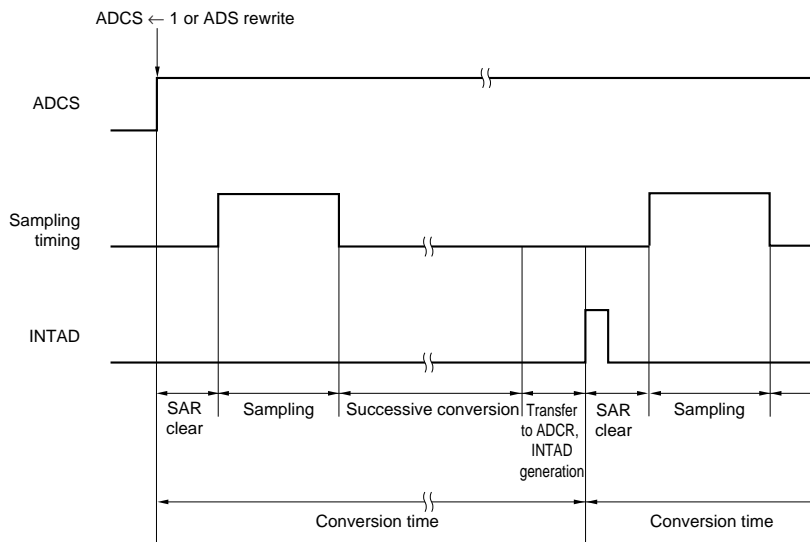 ADCS ← 1 or ADS rewrite
ADCS
Sampling
timing
INTAD
SAR
clear
Sampling
Successive conversion
Transfer
to ADCR,
INTAD
generation
SAR
clear
Sampling
Conversion time
Conversion time